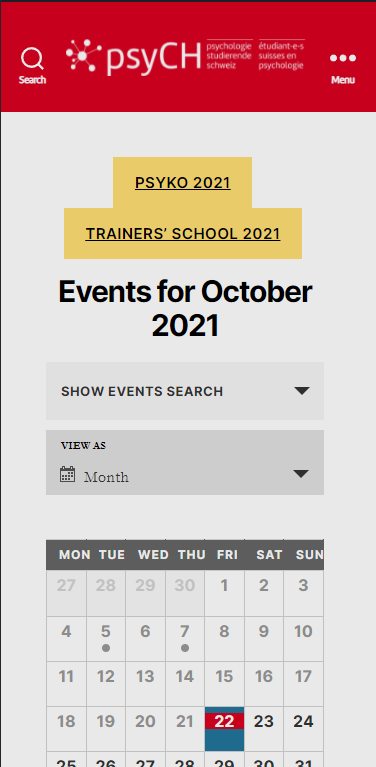 psyCH
psychologie
studierende
schweiz
étudiant·e·s
suisses en
psychologie
Search
Menu
PSYKO 2021
TRAINERS’ SCHOOL 2021
Events for October
2021
SHOW EVENTS SEARCH
VIEW AS
Month
MON TUE WED THU FRI SAT SUN
27 28 29 30 1 2 3
4 5 6 7 8 9 10
11 12 13 14 15 16 17
18 19 20 21 22 23 24
25 26 27 28 29 30 31